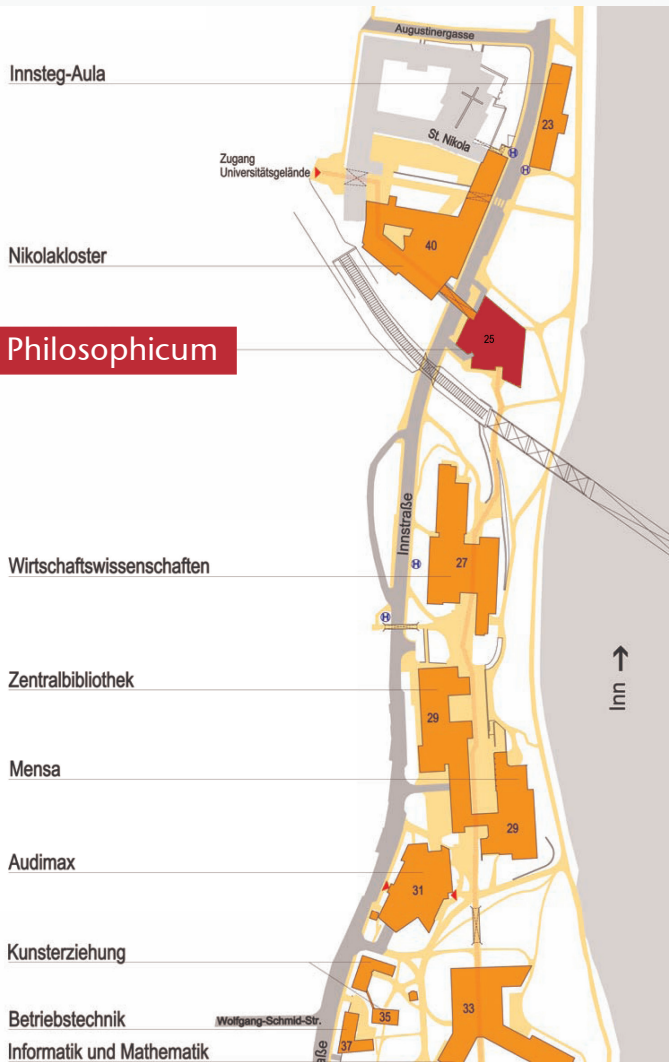 Augustinergasse
Innsteg-Aula
23
St. Nikola
Zugang
Universitätsgelände
40
Nikolakloster
25
Philosophicum
Innstraße
Wirtschaftswissenschaften
27
Inn →
Zentralbibliothek
29
Mensa
29
Audimax
31
Kunsterziehung
33
35
Betriebstechnik
Wolfgang-Schmid-Str.
37
Informatik und Mathematik
aße
H
H
H
H